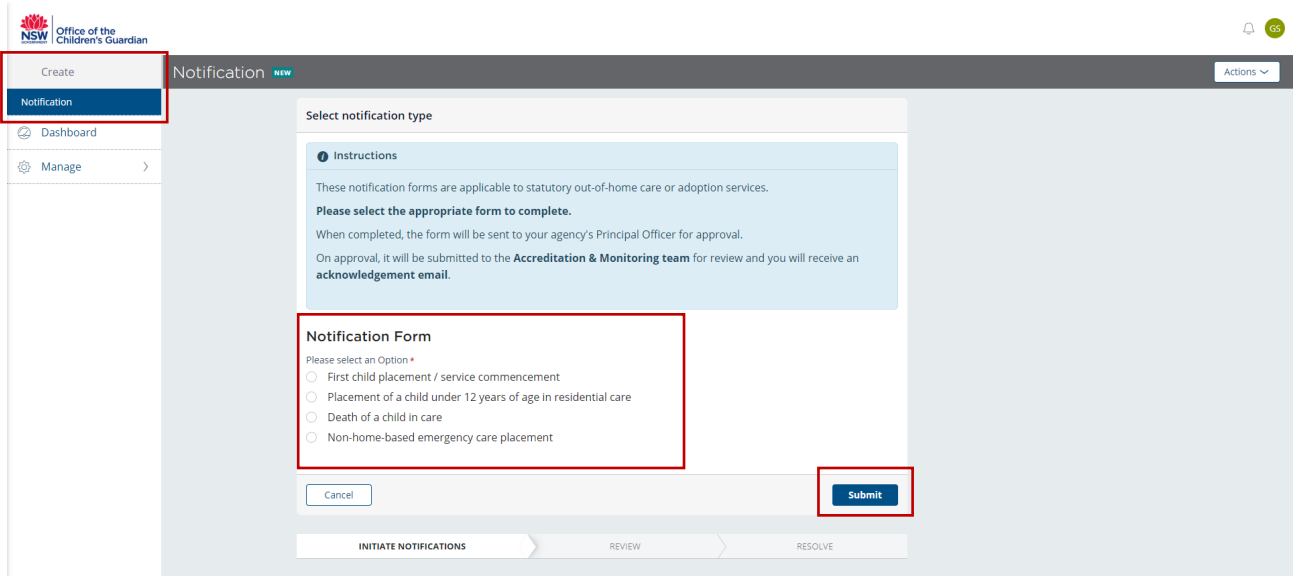 NSW
GOVERNMENT
Office of the
Children's Guardian
GS
Create
Notification NEW
Actions
Notification
Dashboard
Manage
Select notification type
Instructions
These notification forms are applicable to statutory out-of-home care or adoption services.
Please select the appropriate form to complete.
When completed, the form will be sent to your agency's Principal Officer for approval.
On approval, it will be submitted to the Accreditation & Monitoring team for review and you will receive an
acknowledgement email.
Notification Form
Please select an Option *
First child placement / service commencement
Placement of a child under 12 years of age in residential care
Death of a child in care
Non-home-based emergency care placement
Cancel
Submit
INITIATE NOTIFICATIONS
REVIEW
RESOLVE